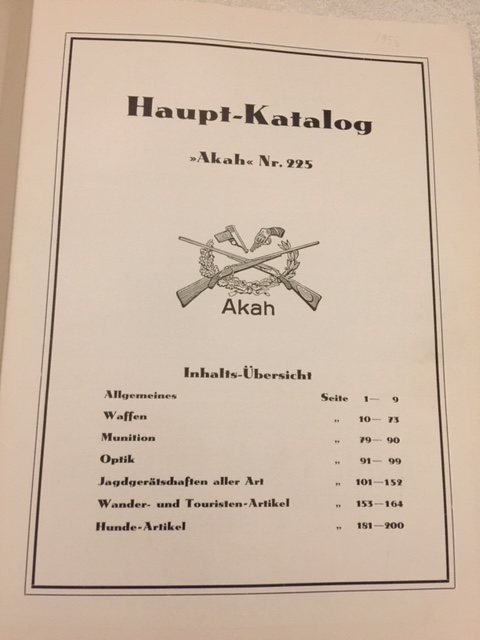 Haupt-Katalog
»Akah« Nr. 225
Akah
Inhalts-Übersicht
Allgemeines Seite 1— 9
Waffen „ 10— 73
Munition „ 79— 90
Optik „ 91— 99
Jagdgerätschaften aller Art „ 101—152
Wander- und Touristen-Artikel „ 153—164
Hunde-Artikel „ 181—200